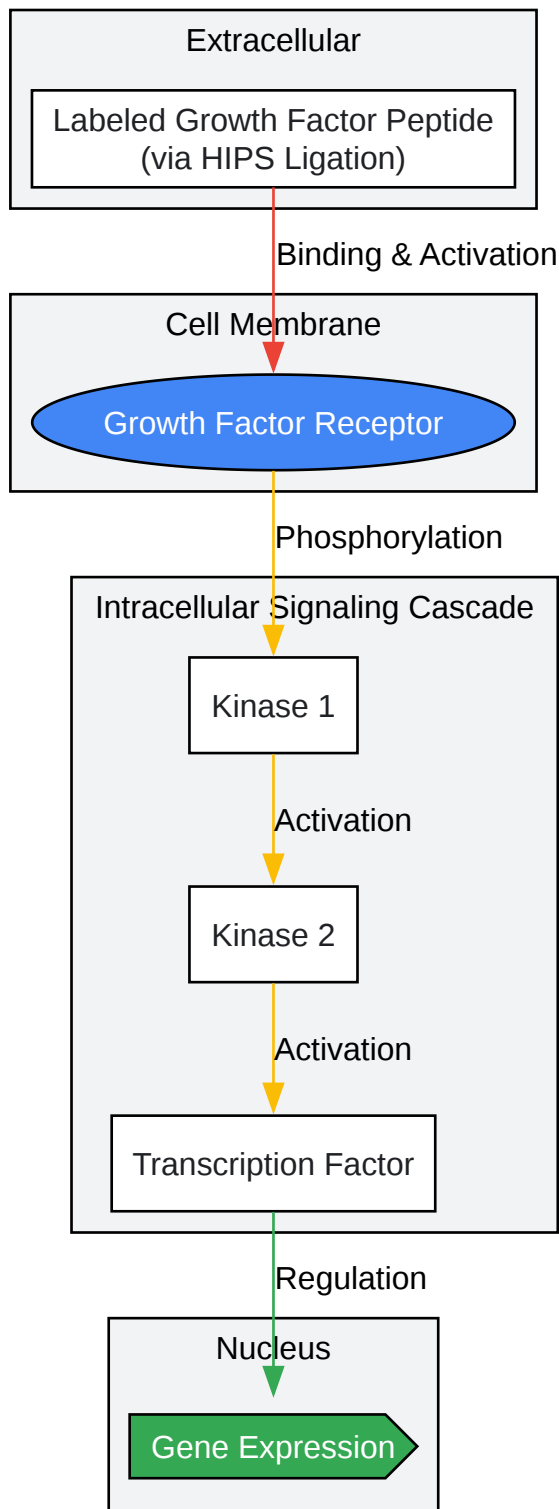 Extracellular
Labeled Growth Factor Peptide
(via HIPS Ligation)
Binding & Activation
Cell Membrane
Growth Factor Receptor
Phosphorylation
Intracellular Signaling Cascade
Kinase 1
Activation
Kinase 2
Activation
Transcription Factor
Regulation
Nucleus
Gene Expression